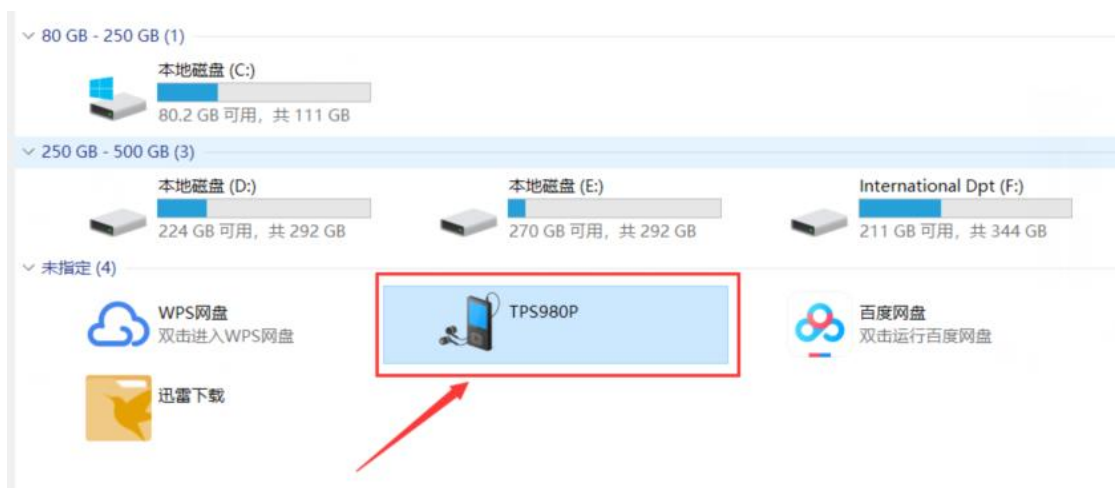 80 GB - 250 GB (1)
本地磁盘 (C:)
80.2 GB 可用，共 111 GB
250 GB - 500 GB (3)
本地磁盘 (D:)
224 GB 可用，共 292 GB
本地磁盘 (E:)
270 GB 可用，共 292 GB
International Dpt (F:)
211 GB 可用，共 344 GB
未指定 (4)
WPS网盘
双击进入WPS网盘
TPS980P
百度网盘
双击运行百度网盘
迅雷下载